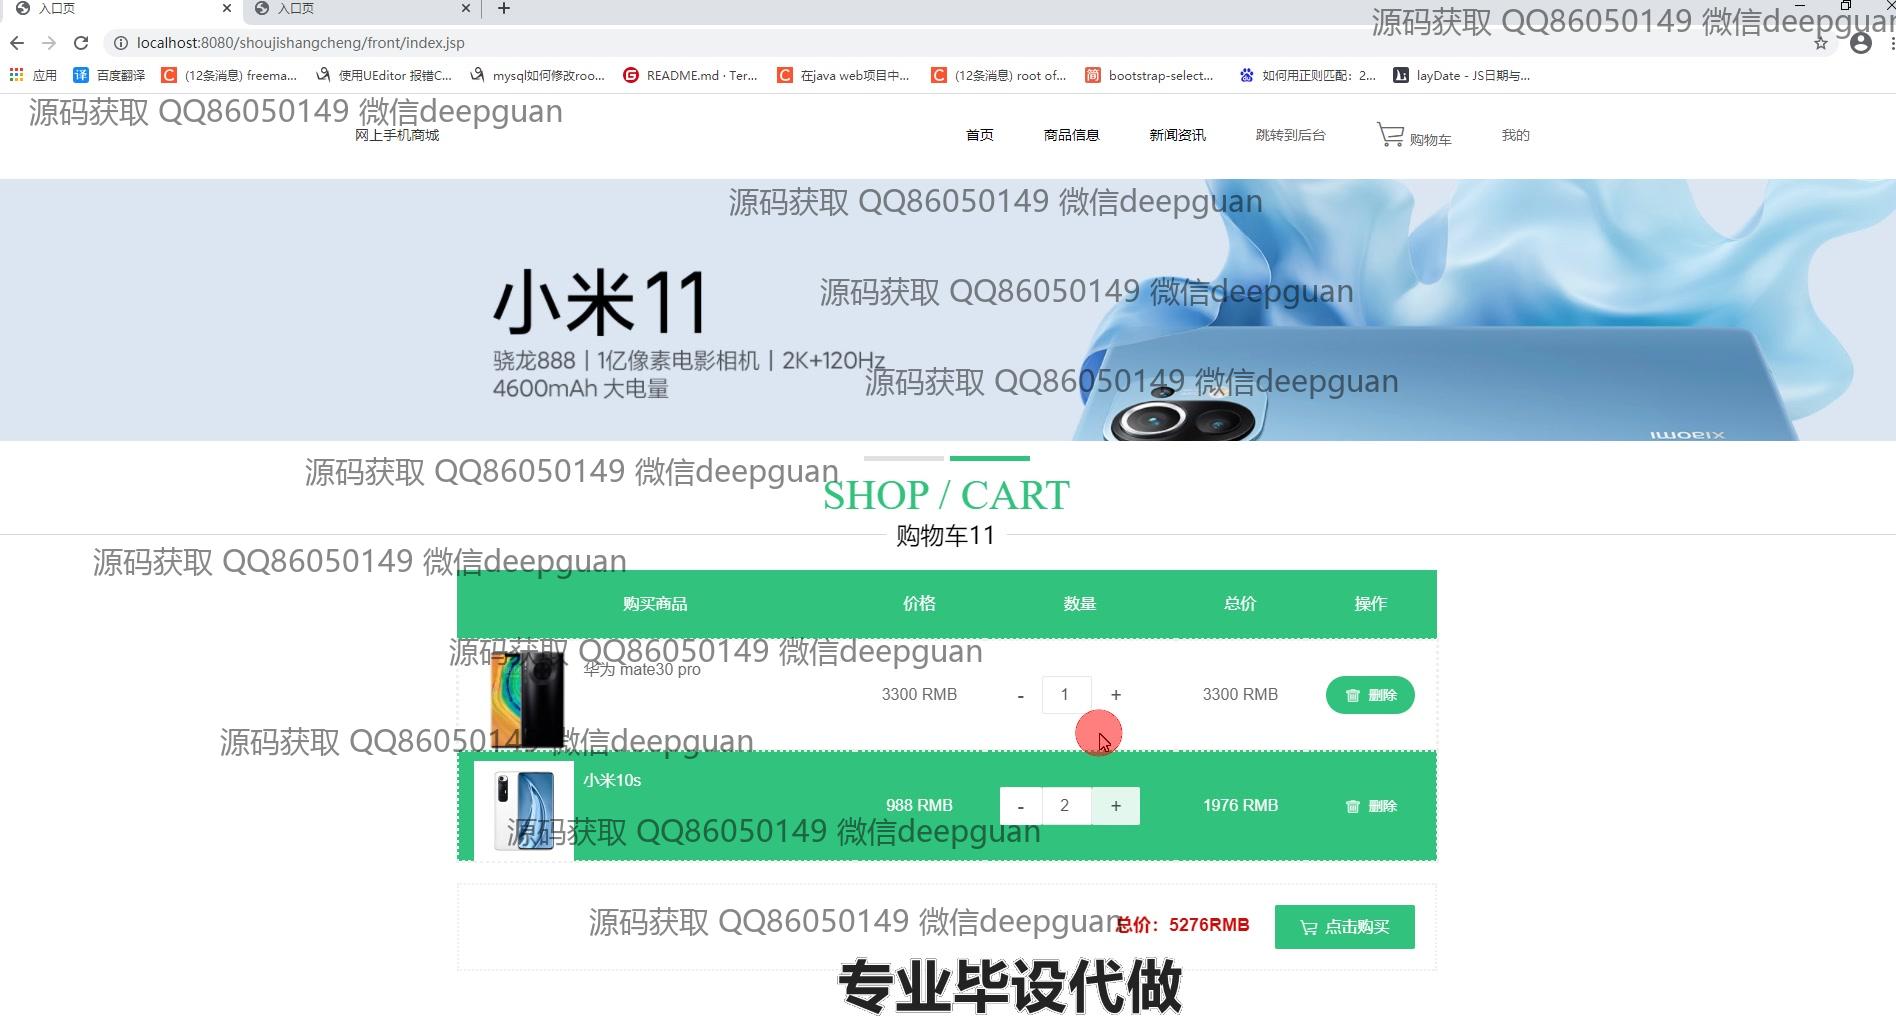 入口页
入口页
源码获取 QQ86050149 微信deepguan
localhost:8080/shoujishangcheng/front/index.jsp
应用
百度翻译
(12条消息) freema...
使用UEditor 报错C...
mysql如何修改roo...
README.md · Ter...
在java web项目中...
(12条消息) root of...
bootstrap-select...
如何用正则匹配：2...
layDate - JS日期与...
源码获取 QQ86050149 微信deepguan
网上手机商城
首页
商品信息
新闻资讯
跳转到后台
购物车
我的
源码获取 QQ86050149 微信deepguan
小米11
源码获取 QQ86050149 微信deepguan
骁龙888丨1亿像素电影相机丨2K+120Hz
4600mAh 大电量
源码获取 QQ86050149 微信deepguan
xiaomi
源码获取 QQ86050149 微信deepguan
SHOP / CART
购物车11
源码获取 QQ86050149 微信deepguan
购买商品
价格
数量
总价
操作
源码获取 QQ86050149 微信deepguan
华为 mate30 pro
3300 RMB
- 1 +
3300 RMB
删除
源码获取 QQ86050149 微信deepguan
小米10s
988 RMB
- 2 +
1976 RMB
删除
源码获取 QQ86050149 微信deepguan
源码获取 QQ86050149 微信deepguan
总价：5276RMB
点击购买
专业毕设代做